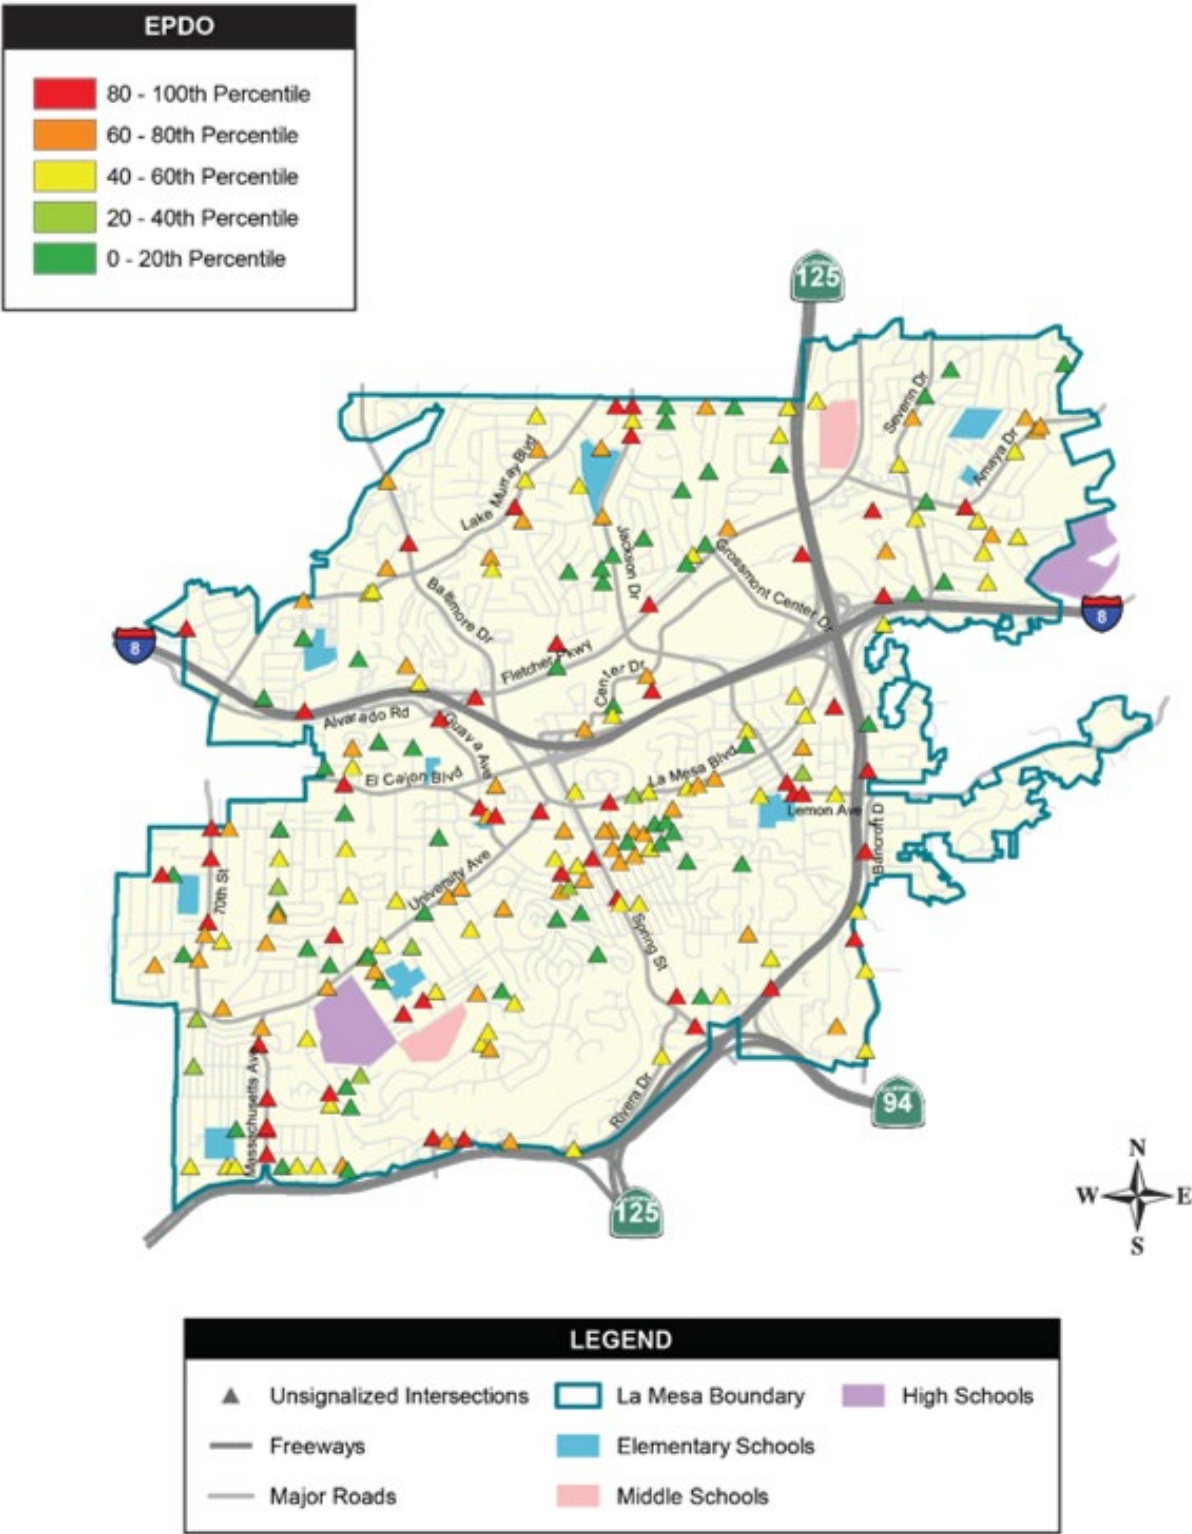 EPDO
80 - 100th Percentile
60 - 80th Percentile
40 - 60th Percentile
20 - 40th Percentile
0 - 20th Percentile
125
Severin Dr
Amaya Dr
Lake Murray Blvd
Jackson Dr
Grossmont Center Dr
Baltimore Dr
8
8
Fletcher Pkwy
Center Dr
Alvarado Rd
Guava Ave
El Cajon Blvd
La Mesa Blvd
Lemon Ave
Bancroft D
University Ave
70th St
Spring St
Massachusetts Ave
Rivera Dr
94
125
N
W E
S
LEGEND
Unsignalized Intersections La Mesa Boundary High Schools
Freeways Elementary Schools
Major Roads Middle Schools